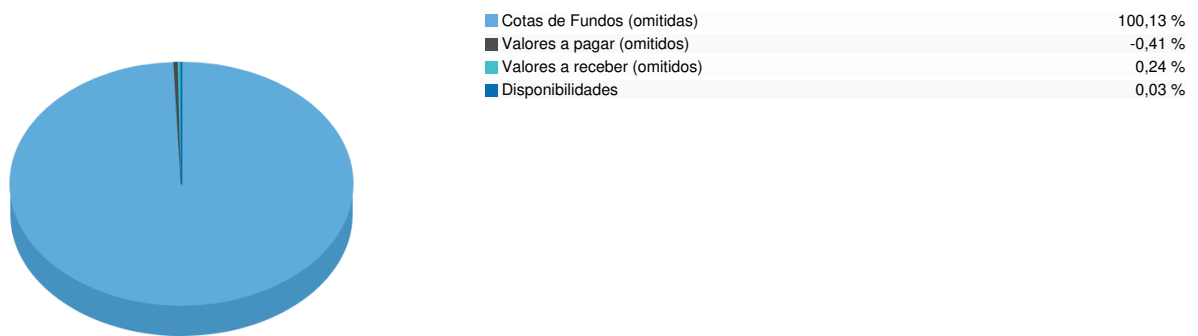 Cotas de Fundos (omitidas) 100,13 %
Valores a pagar (omitidos) -0,41 %
Valores a receber (omitidos) 0,24 %
Disponibilidades 0,03 %